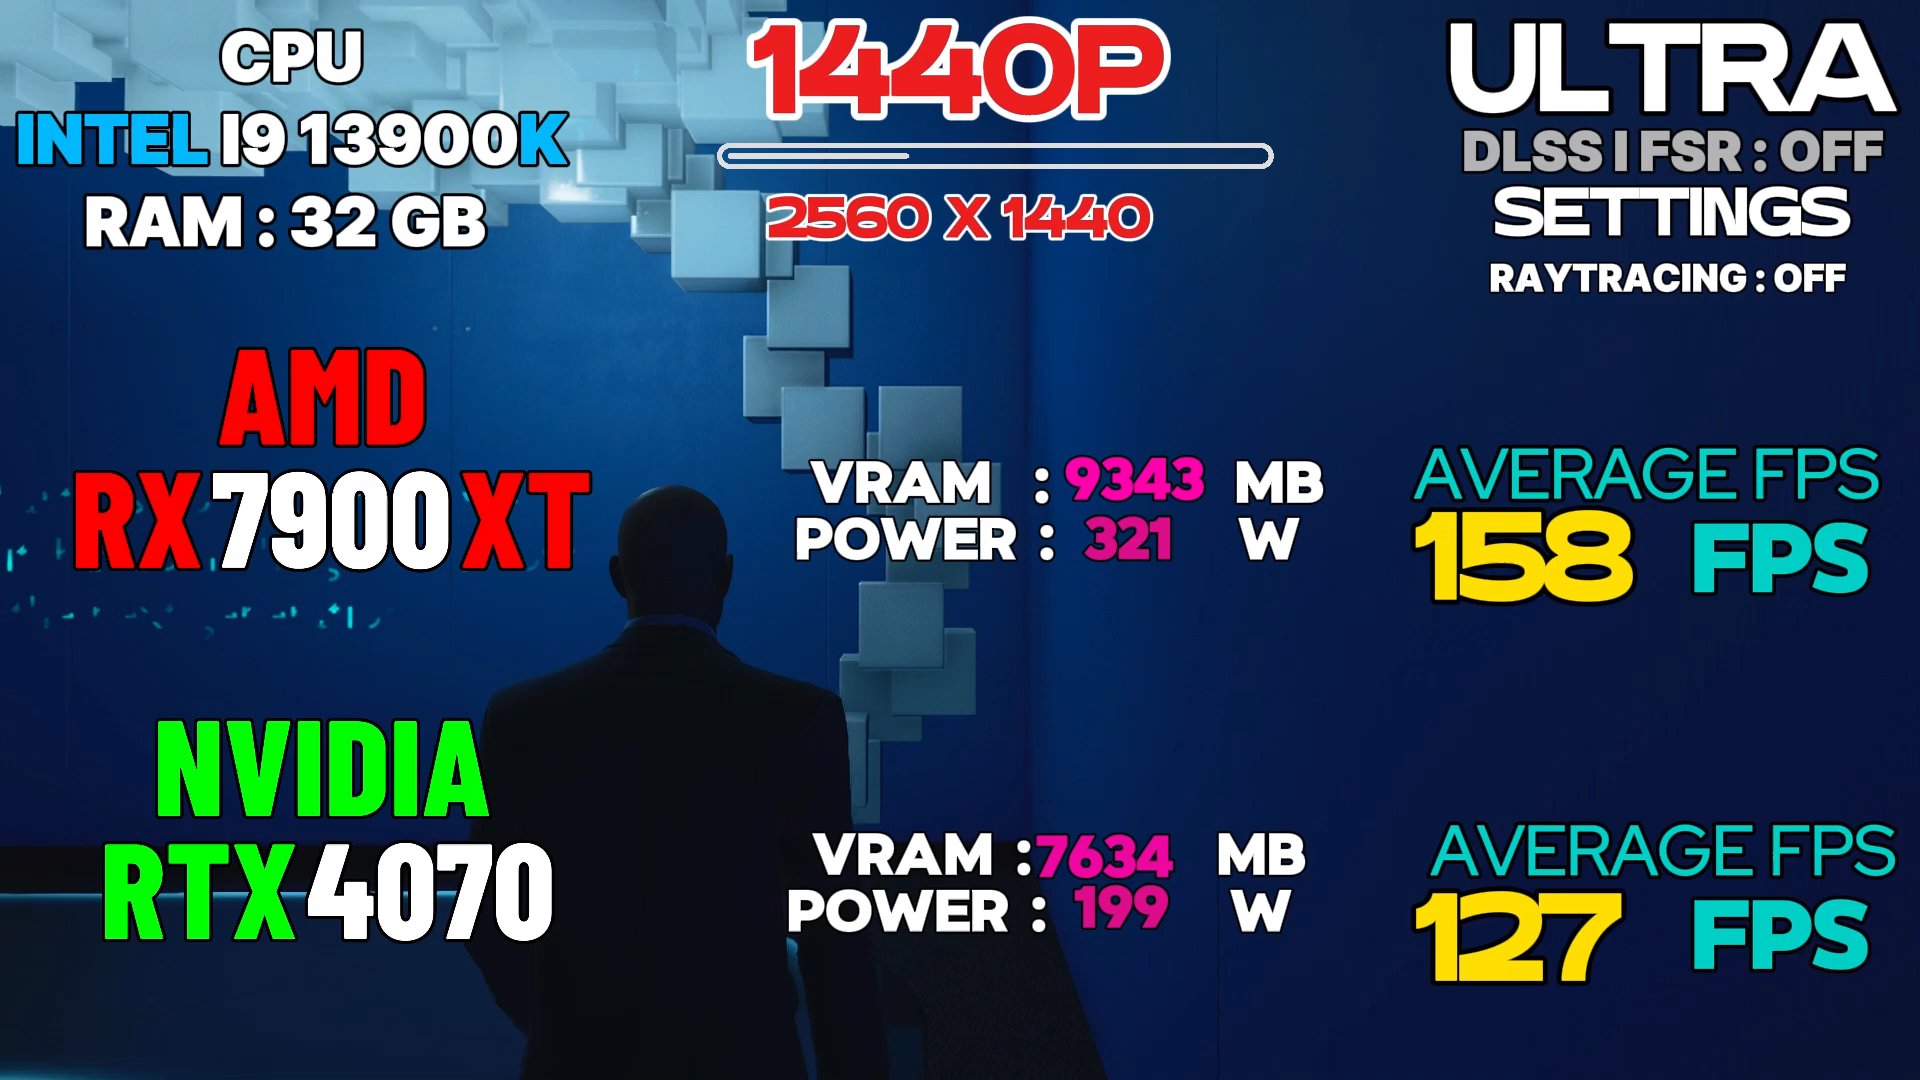 CPU
INTEL I9 13900K
RAM : 32 GB
1440P
2560 X 1440
ULTRA
DLSS I FSR : OFF
SETTINGS
RAYTRACING : OFF
AMD
RX 7900 XT
VRAM : 9343 MB
POWER : 321 W
AVERAGE FPS
158 FPS
NVIDIA
RTX 4070
VRAM : 7634 MB
POWER : 199 W
AVERAGE FPS
127 FPS